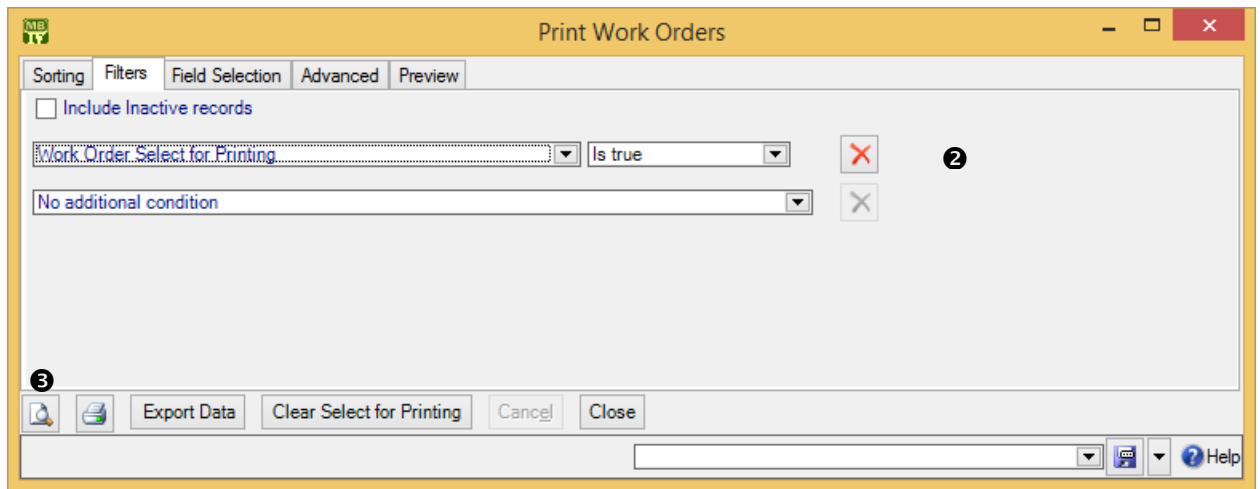 MB
TY
Print Work Orders
Sorting Filters Field Selection Advanced Preview
Include Inactive records
Work Order Select for Printing Is true
❷
No additional condition
❸
Export Data Clear Select for Printing Cancel Close
Help